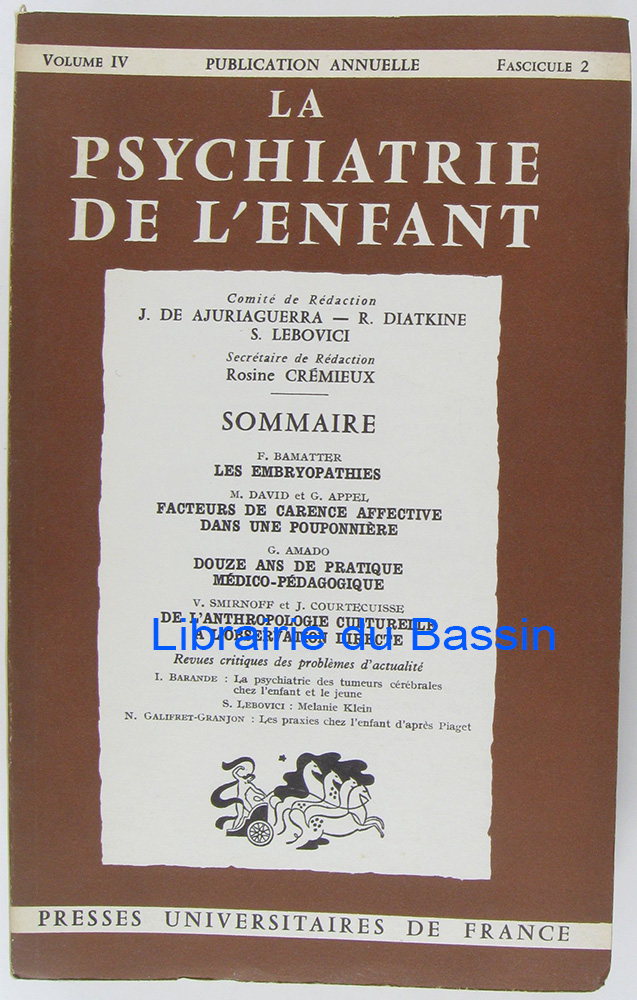 VOLUME IV PUBLICATION ANNUELLE FASCICULE 2
LA
PSYCHIATRIE
DE L'ENFANT
Comité de Rédaction
J. DE AJURIAGUERRA — R. DIATKINE
S. LEBOVICI
Secrétaire de Rédaction
Rosine CRÉMIEUX
SOMMAIRE
F. BAMATTER
LES EMBRYOPATHIES
M. DAVID et G. APPEL
FACTEURS DE CARENCE AFFECTIVE
DANS UNE POUPONNIÈRE
G. AMADO
DOUZE ANS DE PRATIQUE
MÉDICO-PÉDAGOGIQUE
V. SMIRNOFF et J. COURTECUISSE
DE L'ANTHROPOLOGIE CULTURELLE
A L'OBSERVATION DIRECTE
Librairie du Bassin
Revues critiques des problèmes d'actualité
I. BARANDE : La psychiatrie des tumeurs cérébrales
chez l'enfant et le jeune
S. LEBOVICI : Melanie Klein
N. GALIFRET-GRANJON : Les praxies chez l'enfant d'après Piaget
PRESSES UNIVERSITAIRES DE FRANCE